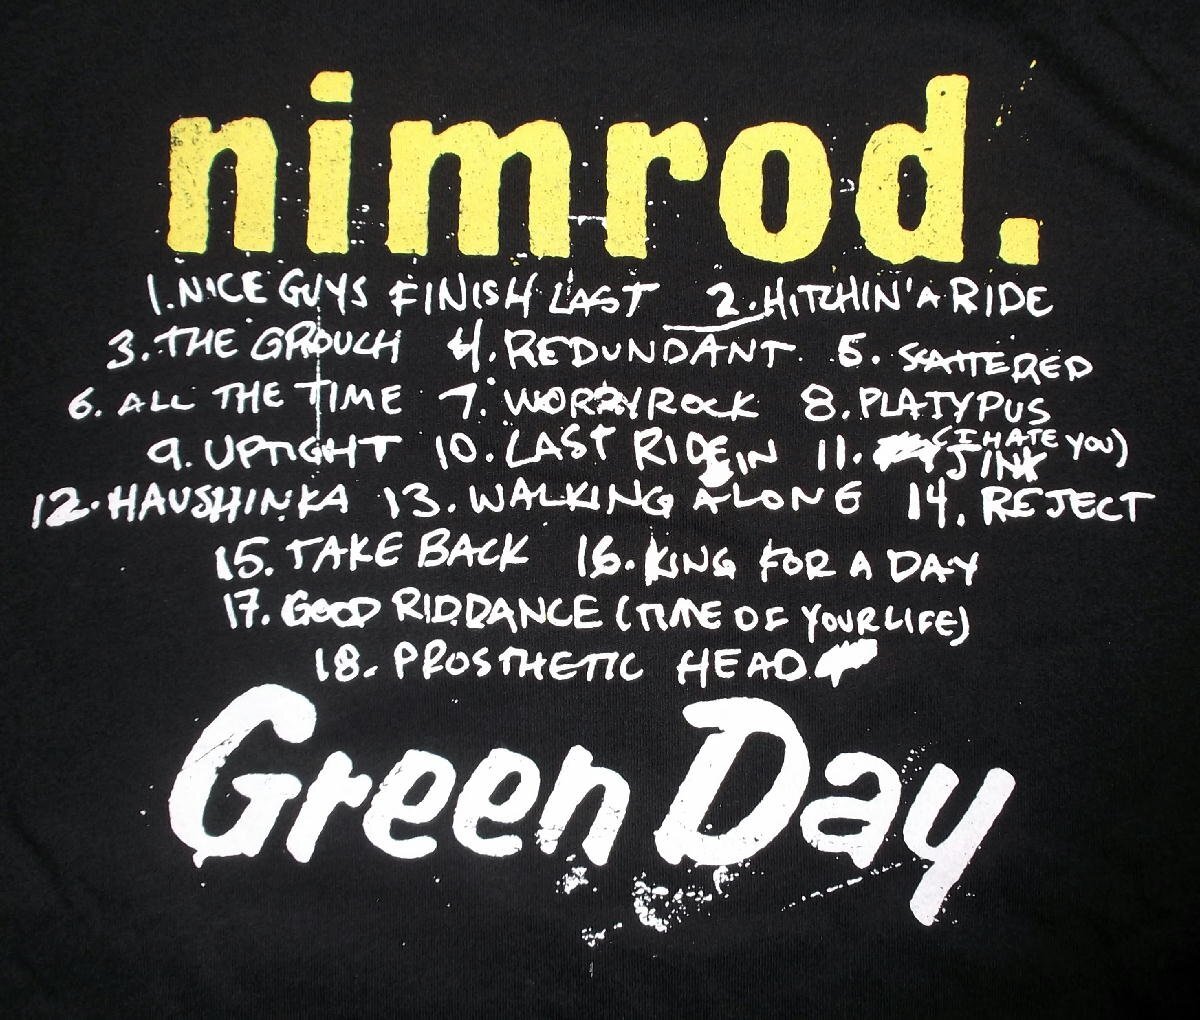 nimrod.
1. NICE GUYS FINISH LAST 2. HITCHIN' A RIDE
3. THE GROUCH 4. REDUNDANT 5. SCATTERED
6. ALL THE TIME 7. WORRY ROCK 8. PLATYPUS
9. UPTIGHT 10. LAST RIDE IN 11. (I HATE YOU)
JINX
12. HAUSHINKA 13. WALKING ALONE 14. REJECT
15. TAKE BACK 16. KING FOR A DAY
17. GOOD RIDDANCE (TIME OF YOUR LIFE)
18. PROSTHETIC HEAD
Green Day